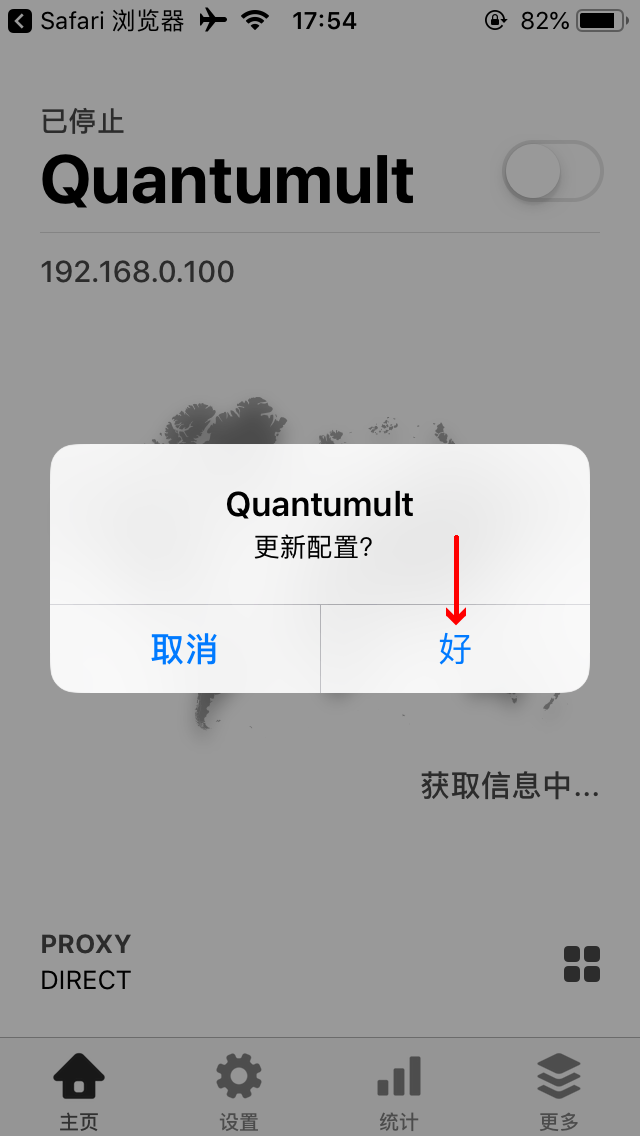 Safari 浏览器 17:54 82%
已停止
Quantumult
192.168.0.100
Quantumult
更新配置?
取消 好
获取信息中...
PROXY
DIRECT
主页 设置 统计 更多